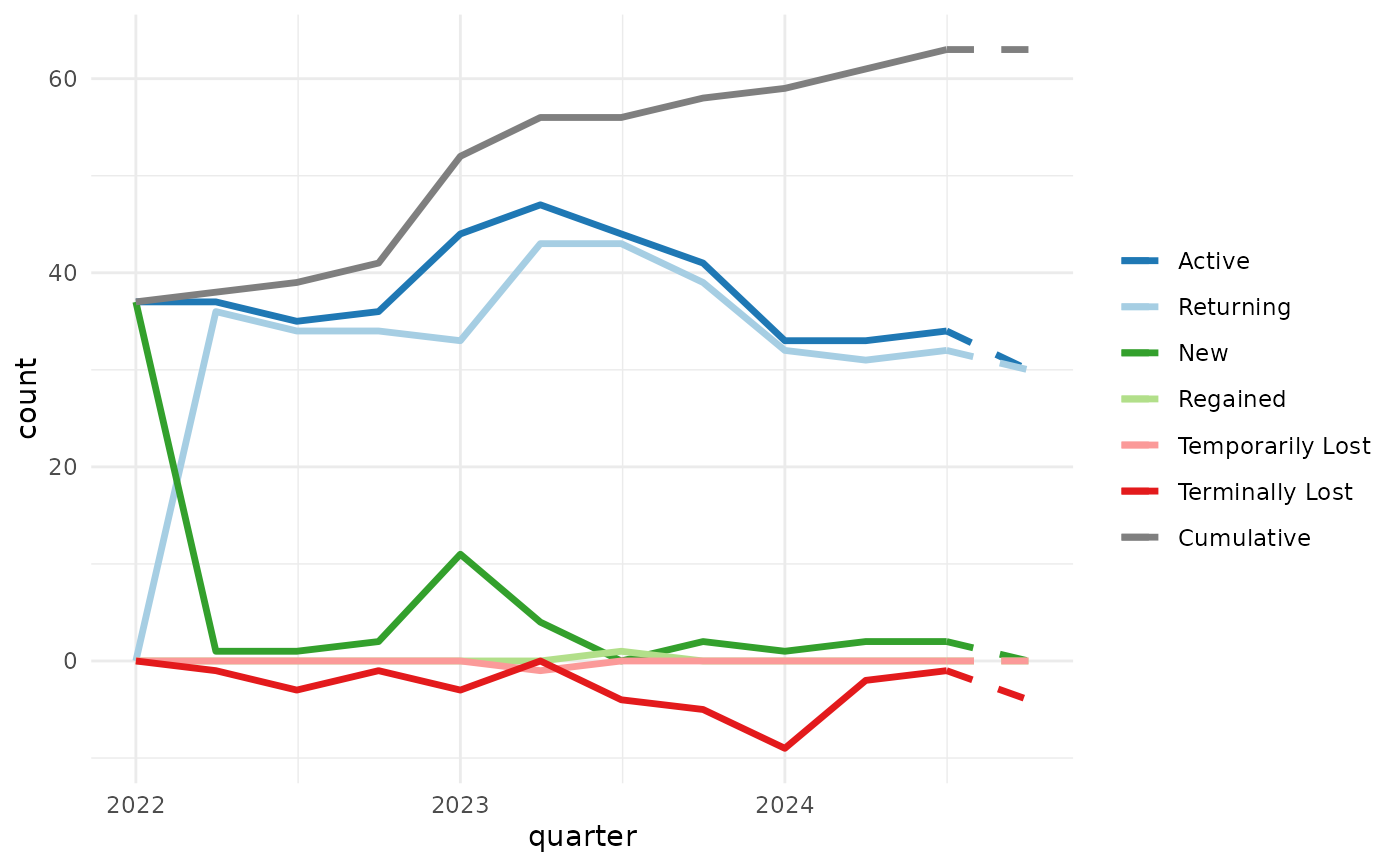 60
40
20
0
count
2022
2023
2024
quarter
Active
Returning
New
Regained
Temporarily Lost
Terminally Lost
Cumulative